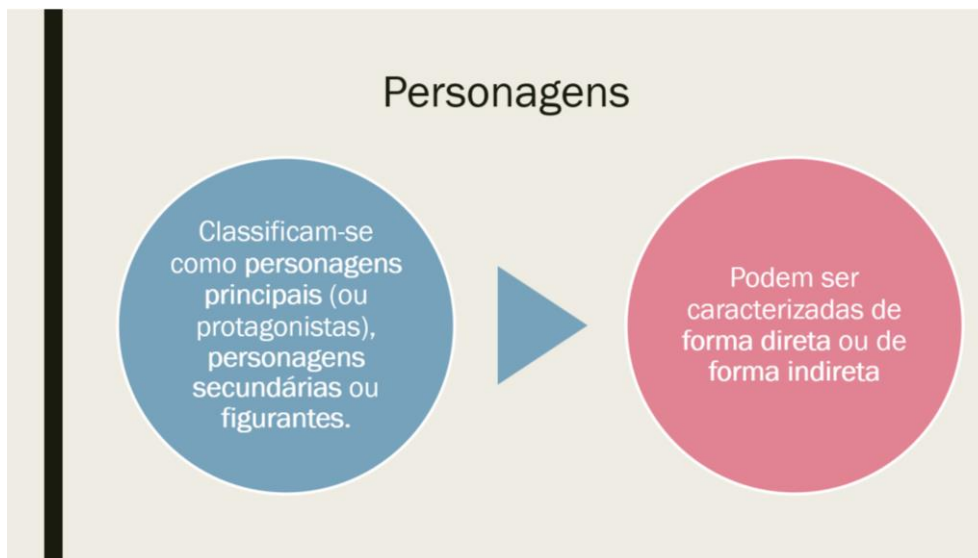 Personagens
Classificam-se
como personagens
principais (ou
protagonistas),
personagens
secundárias ou
figurantes.
Podem ser
caracterizadas de
forma direta ou de
forma indireta